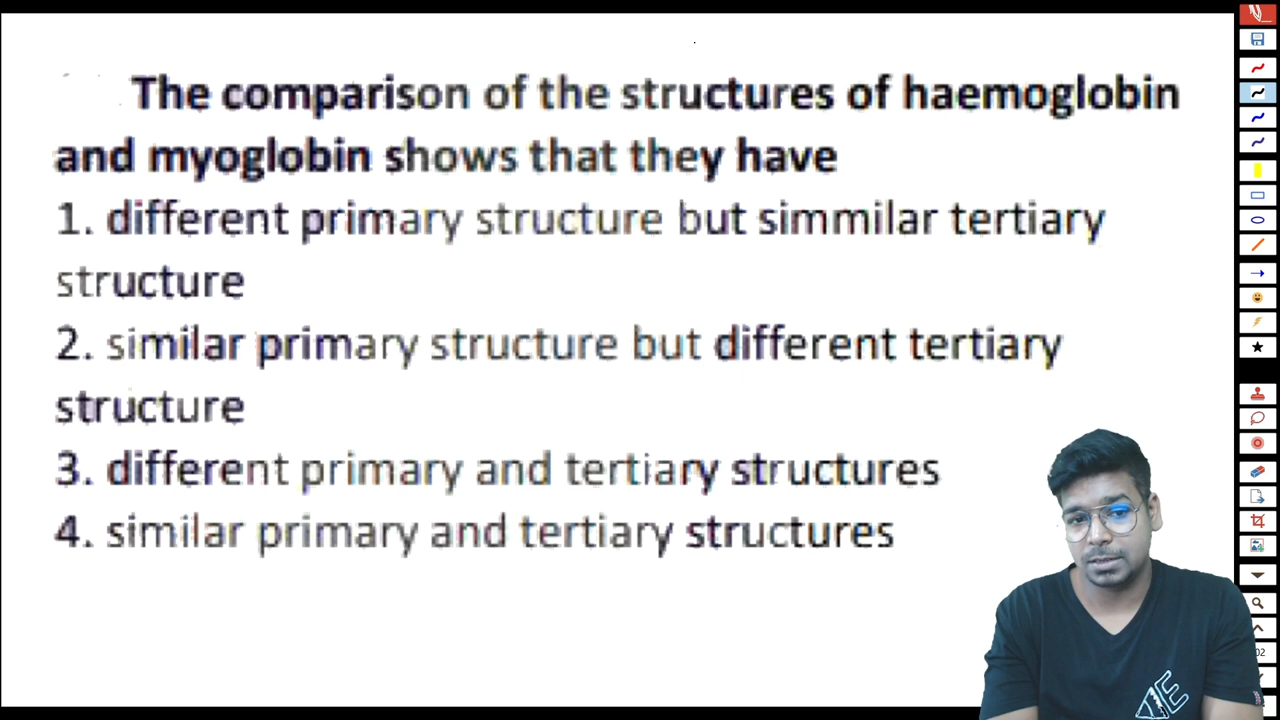 The comparison of the structures of haemoglobin
and myoglobin shows that they have
1. different primary structure but simmilar tertiary
structure
2. similar primary structure but different tertiary
structure
3. different primary and tertiary structures
4. similar primary and tertiary structures
02